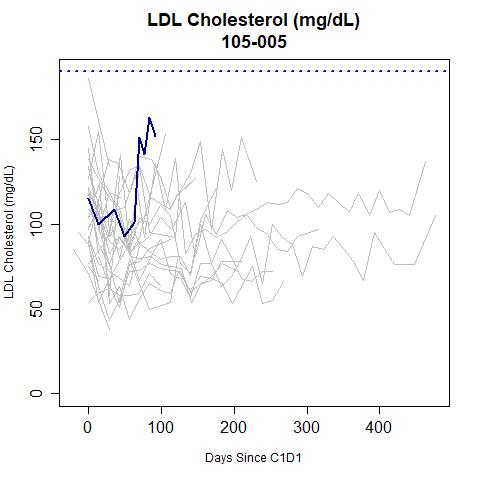 LDL Cholesterol (mg/dL)
105-005
LDL Cholesterol (mg/dL)
150
100
50
0
0 100 200 300 400
Days Since C1D1